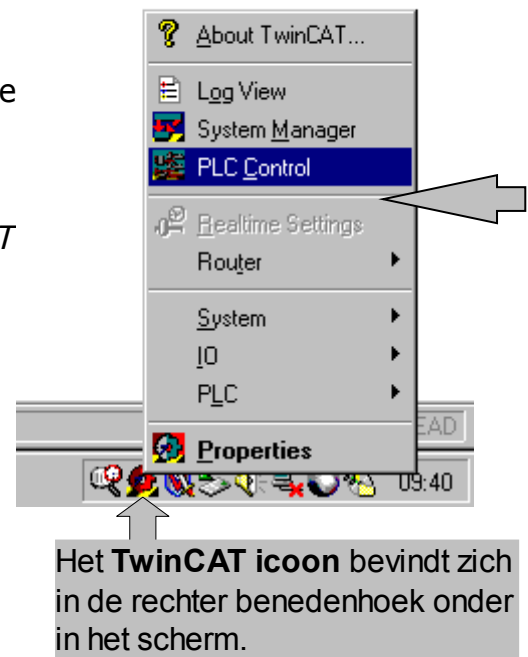 About TwinCAT...
e
Log View
System Manager
PLC Control
T
Realtime Settings
Router
System
IO
PLC
EAD
Properties
09:40
Het TwinCAT icoon bevindt zich
in de rechter benedenhoek onder
in het scherm.